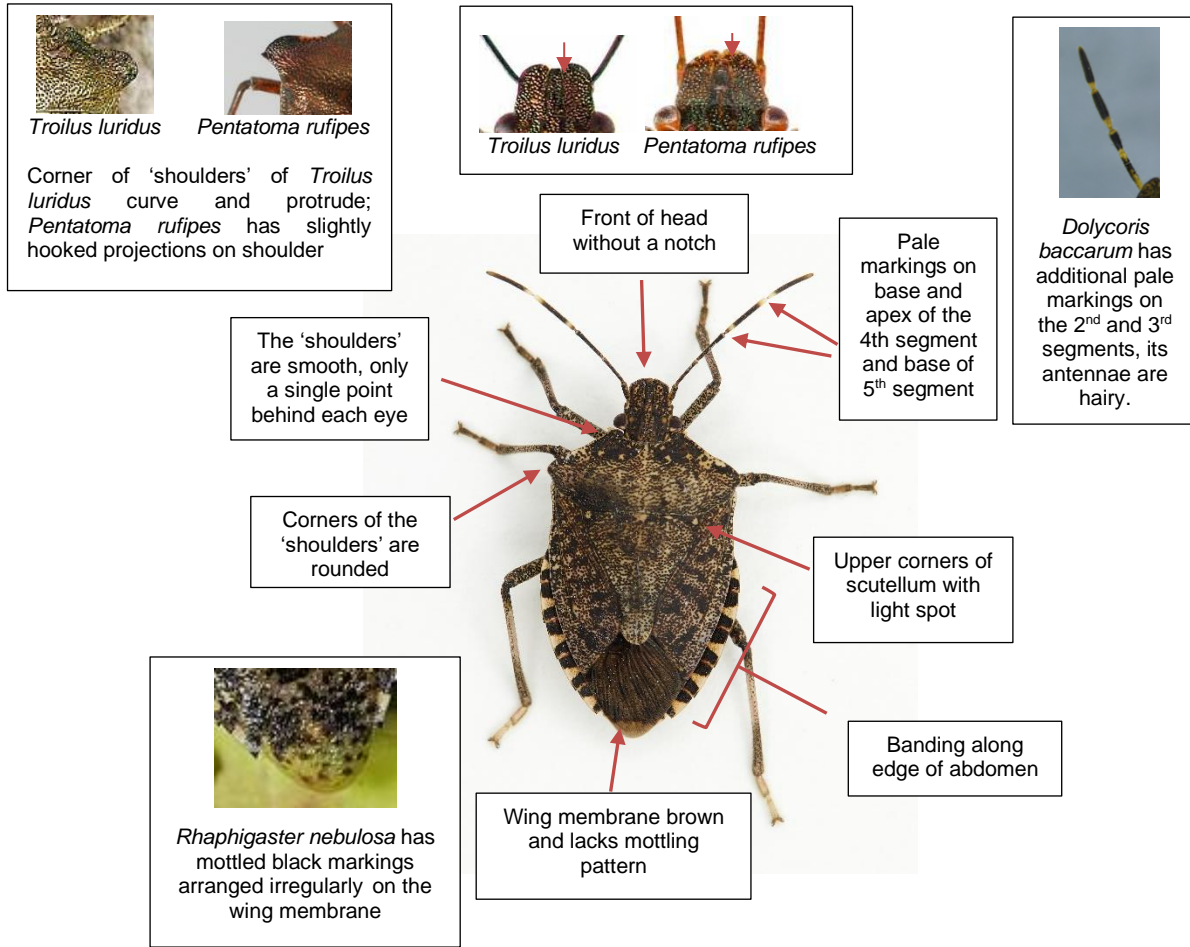 Troilus luridus
Pentatoma rufipes
Corner of ‘shoulders’ of Troilus
luridus curve and protrude;
Pentatoma rufipes has slightly
hooked projections on shoulder
Troilus luridus
Pentatoma rufipes
Dolycoris
baccarum has
additional pale
markings on
the 2nd and 3rd
segments, its
antennae are
hairy.
Front of head
without a notch
Pale
markings on
base and
apex of the
4th segment
and base of
5th segment
The ‘shoulders’
are smooth, only
a single point
behind each eye
Corners of the
‘shoulders’ are
rounded
Upper corners of
scutellum with
light spot
Banding along
edge of abdomen
Wing membrane brown
and lacks mottling
pattern
Rhaphigaster nebulosa has
mottled black markings
arranged irregularly on the
wing membrane